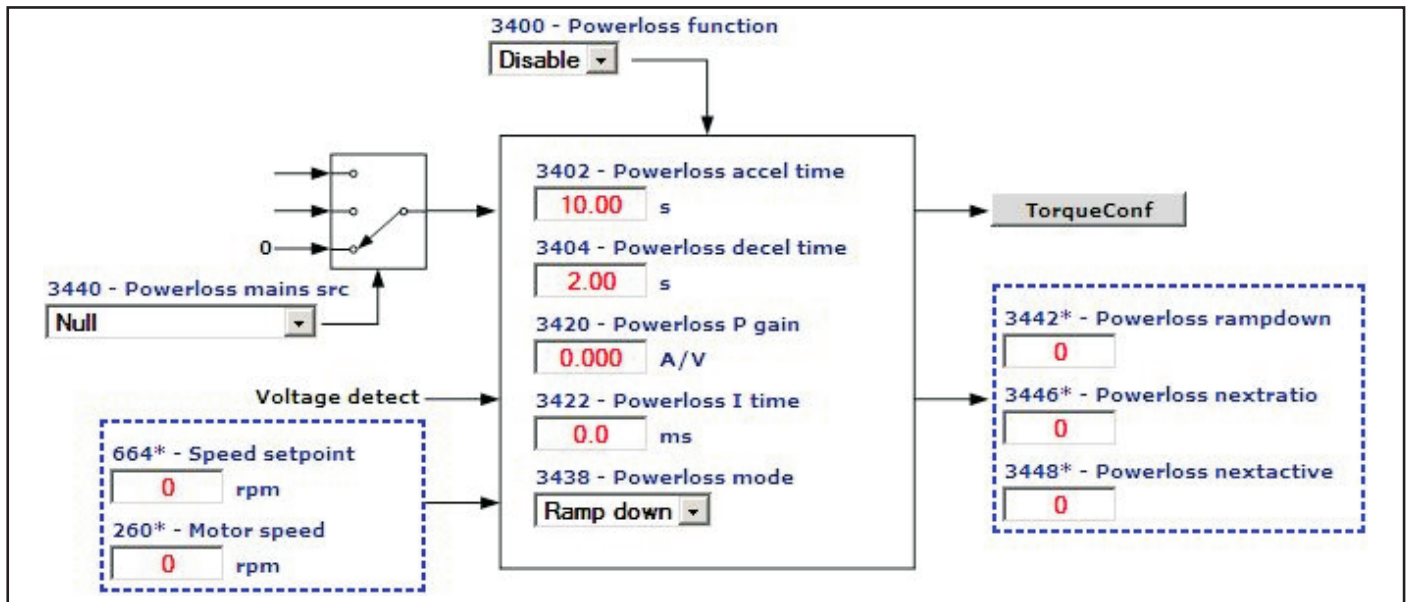 3400 - Powerloss function
Disable
3402 - Powerloss accel time
10.00 s
3404 - Powerloss decel time
2.00 s
3420 - Powerloss P gain
0.000 A/V
3422 - Powerloss I time
0.0 ms
3438 - Powerloss mode
Ramp down
0
3440 - Powerloss mains src
Null
Voltage detect
664* - Speed setpoint
0 rpm
260* - Motor speed
0 rpm
TorqueConf
3442* - Powerloss rampdown
0
3446* - Powerloss nextratio
0
3448* - Powerloss nextactive
0